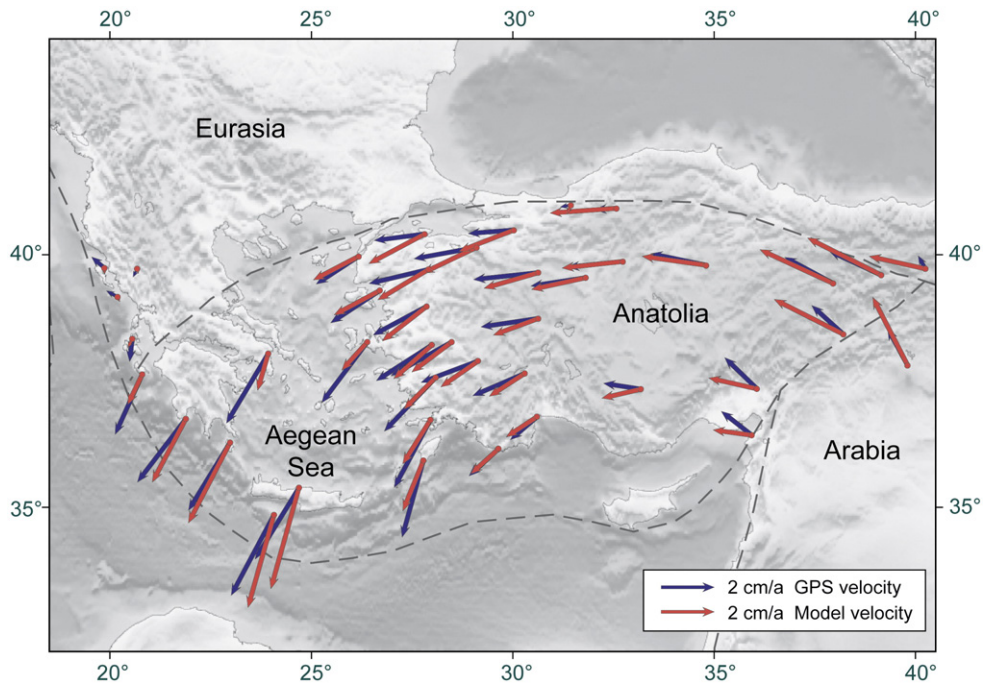 20° 25° 30° 35° 40°
Eurasia
40° 40°
Anatolia
Aegean
Sea
Arabia
35° 35°
2 cm/a GPS velocity
2 cm/a Model velocity
20° 25° 30° 35° 40°